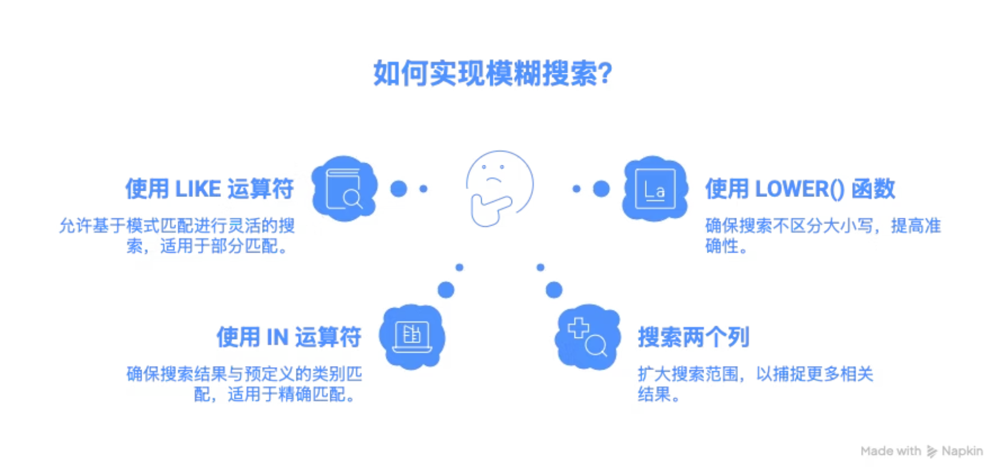 如何实现模糊搜索?
使用 LIKE 运算符
允许基于模式匹配进行灵活的搜
索，适用于部分匹配。
La
使用 LOWER() 函数
确保搜索不区分大小写，提高准
确性。
使用 IN 运算符
确保搜索结果与预定义的类别匹
配，适用于精确匹配。
搜索两个列
扩大搜索范围，以捕捉更多相关
结果。
Made with Napkin